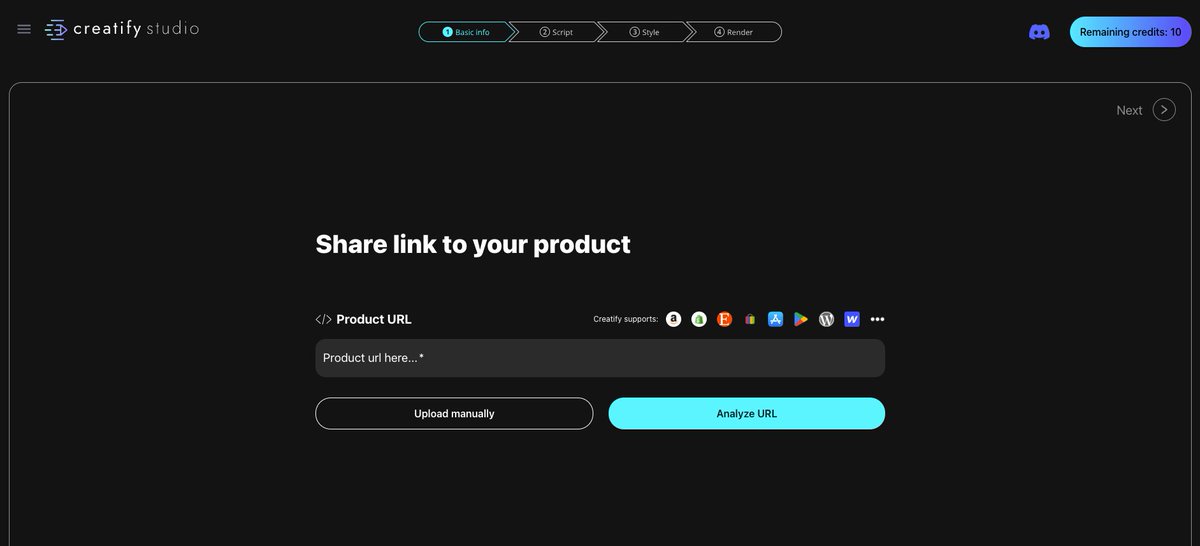 creatify studio
1 Basic info
2 Script
3 Style
4 Render
Remaining credits: 10
Next
Share link to your product
</> Product URL
Creatify supports:
Product url here...*
Upload manually
Analyze URL